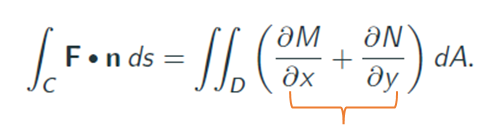 ∫_C F • n ds = ∬_D (∂M/∂x + ∂N/∂y) dA.